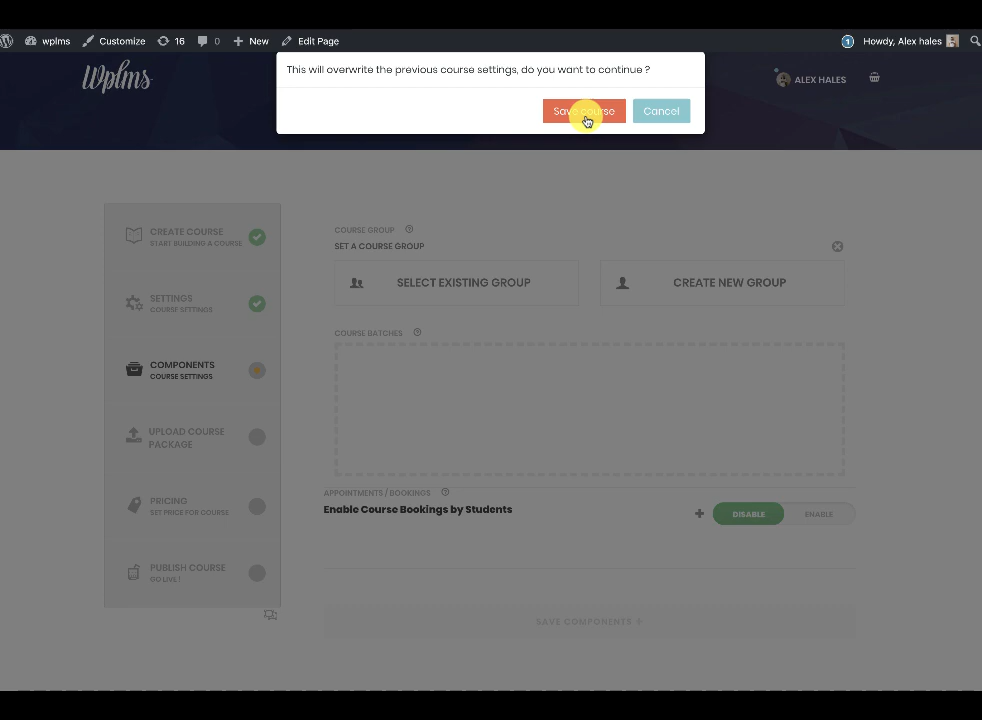 wplms Customize 16 0 New Edit Page 1 Howdy, Alex hales
This will overwrite the previous course settings, do you want to continue ?
Save course Cancel
Wplms
ALEX HALES
CREATE COURSE
START BUILDING A COURSE
SETTINGS
COURSE SETTINGS
COMPONENTS
COURSE SETTINGS
UPLOAD COURSE
PACKAGE
PRICING
SET PRICE FOR COURSE
PUBLISH COURSE
GO LIVE !
COURSE GROUP
SET A COURSE GROUP
SELECT EXISTING GROUP CREATE NEW GROUP
COURSE BATCHES
APPOINTMENTS / BOOKINGS
Enable Course Bookings by Students DISABLE ENABLE
SAVE COMPONENTS